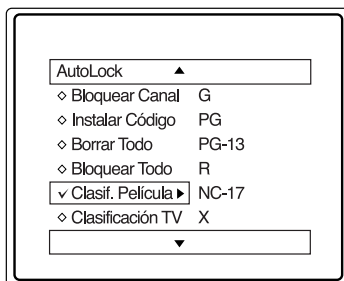 AutoLock ▲
◇ Bloquear Canal G
◇ Instalar Código PG
◇ Borrar Todo PG-13
◇ Bloquear Todo R
✓ Clasif. Película ▶ NC-17
◇ Clasificación TV X
▼